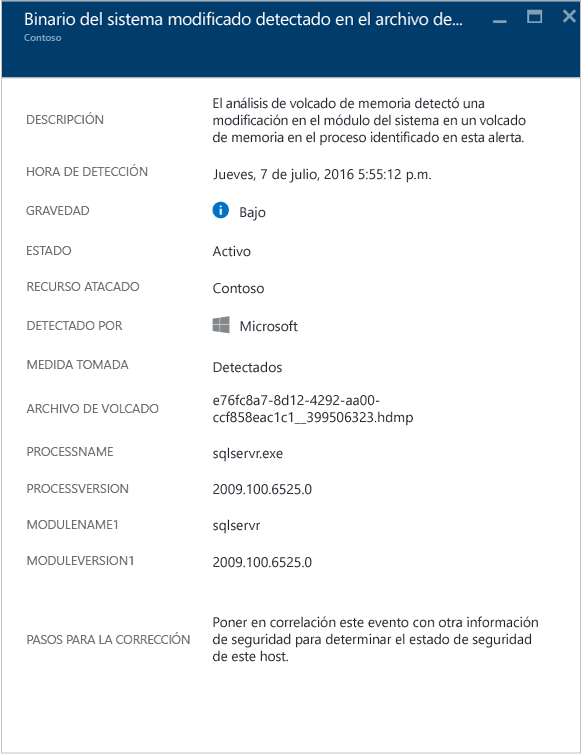 Binario del sistema modificado detectado en el archivo de...
Contoso
DESCRIPCIÓN
El análisis de volcado de memoria detectó una
modificación en el módulo del sistema en un volcado
de memoria en el proceso identificado en esta alerta.
HORA DE DETECCIÓN
Jueves, 7 de julio, 2016 5:55:12 p.m.
GRAVEDAD
Bajo
ESTADO
Activo
RECURSO ATACADO
Contoso
DETECTADO POR
Microsoft
MEDIDA TOMADA
Detectados
ARCHIVO DE VOLCADO
e76fc8a7-8d12-4292-aa00-
ccf858eac1c1__399506323.hdmp
PROCESSNAME
sqlservr.exe
PROCESSVERSION
2009.100.6525.0
MODULENAME1
sqlservr
MODULEVERSION1
2009.100.6525.0
PASOS PARA LA CORRECCIÓN
Poner en correlación este evento con otra información
de seguridad para determinar el estado de seguridad
de este host.